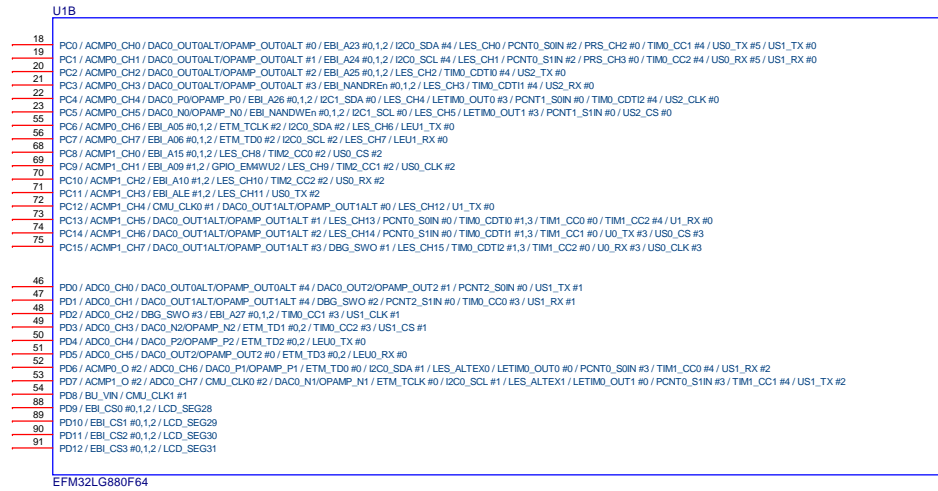 U1B
18 PC0 / ACMP0_CH0 / DAC0_OUT0ALT/OPAMP_OUT0ALT #0 / EBI_A23 #0,1,2 / I2C0_SDA #4 / LES_CH0 / PCNT0_S0IN #2 / PRS_CH2 #0 / TIM0_CC1 #4 / US0_TX #5 / US1_TX #0
19 PC1 / ACMP0_CH1 / DAC0_OUT0ALT/OPAMP_OUT0ALT #1 / EBI_A24 #0,1,2 / I2C0_SCL #4 / LES_CH1 / PCNT0_S1IN #2 / PRS_CH3 #0 / TIM0_CC2 #4 / US0_RX #5 / US1_RX #0
20 PC2 / ACMP0_CH2 / DAC0_OUT0ALT/OPAMP_OUT0ALT #2 / EBI_A25 #0,1,2 / LES_CH2 / TIM0_CDTI0 #4 / US2_TX #0
21 PC3 / ACMP0_CH3 / DAC0_OUT0ALT/OPAMP_OUT0ALT #3 / EBI_NANDREn #0,1,2 / LES_CH3 / TIM0_CDTI1 #4 / US2_RX #0
22 PC4 / ACMP0_CH4 / DAC0_P0/OPAMP_P0 / EBI_A26 #0,1,2 / I2C1_SDA #0 / LES_CH4 / LETIM0_OUT0 #3 / PCNT1_S0IN #0 / TIM0_CDTI2 #4 / US2_CLK #0
23 PC5 / ACMP0_CH5 / DAC0_N0/OPAMP_N0 / EBI_NANDWEn #0,1,2 / I2C1_SCL #0 / LES_CH5 / LETIM0_OUT1 #3 / PCNT1_S1IN #0 / US2_CS #0
55 PC6 / ACMP0_CH6 / EBI_A05 #0,1,2 / ETM_TCLK #2 / I2C0_SDA #2 / LES_CH6 / LEU1_TX #0
56 PC7 / ACMP0_CH7 / EBI_A06 #0,1,2 / ETM_TD0 #2 / I2C0_SCL #2 / LES_CH7 / LEU1_RX #0
68 PC8 / ACMP1_CH0 / EBI_A15 #0,1,2 / LES_CH8 / TIM2_CC0 #2 / US0_CS #2
69 PC9 / ACMP1_CH1 / EBI_A09 #1,2 / GPIO_EM4WU2 / LES_CH9 / TIM2_CC1 #2 / US0_CLK #2
70 PC10 / ACMP1_CH2 / EBI_A10 #1,2 / LES_CH10 / TIM2_CC2 #2 / US0_RX #2
71 PC11 / ACMP1_CH3 / EBI_ALE #1,2 / LES_CH11 / US0_TX #2
72 PC12 / ACMP1_CH4 / CMU_CLK0 #1 / DAC0_OUT1ALT/OPAMP_OUT1ALT #0 / LES_CH12 / U1_TX #0
73 PC13 / ACMP1_CH5 / DAC0_OUT1ALT/OPAMP_OUT1ALT #1 / LES_CH13 / PCNT0_S0IN #0 / TIM0_CDTI0 #1,3 / TIM1_CC0 #0 / TIM1_CC2 #4 / U1_RX #0
74 PC14 / ACMP1_CH6 / DAC0_OUT1ALT/OPAMP_OUT1ALT #2 / LES_CH14 / PCNT0_S1IN #0 / TIM0_CDTI1 #1,3 / TIM1_CC1 #0 / U0_TX #3 / US0_CS #3
75 PC15 / ACMP1_CH7 / DAC0_OUT1ALT/OPAMP_OUT1ALT #3 / DBG_SWO #1 / LES_CH15 / TIM0_CDTI2 #1,3 / TIM1_CC2 #0 / U0_RX #3 / US0_CLK #3
46 PD0 / ADC0_CH0 / DAC0_OUT0ALT/OPAMP_OUT0ALT #4 / DAC0_OUT2/OPAMP_OUT2 #1 / PCNT2_S0IN #0 / US1_TX #1
47 PD1 / ADC0_CH1 / DAC0_OUT1ALT/OPAMP_OUT1ALT #4 / DBG_SWO #2 / PCNT2_S1IN #0 / TIM0_CC0 #3 / US1_RX #1
48 PD2 / ADC0_CH2 / DBG_SWO #3 / EBI_A27 #0,1,2 / TIM0_CC1 #3 / US1_CLK #1
49 PD3 / ADC0_CH3 / DAC0_N2/OPAMP_N2 / ETM_TD1 #0,2 / TIM0_CC2 #3 / US1_CS #1
50 PD4 / ADC0_CH4 / DAC0_P2/OPAMP_P2 / ETM_TD2 #0,2 / LEU0_TX #0
51 PD5 / ADC0_CH5 / DAC0_OUT2/OPAMP_OUT2 #0 / ETM_TD3 #0,2 / LEU0_RX #0
52 PD6 / ACMP0_O #2 / ADC0_CH6 / DAC0_P1/OPAMP_P1 / ETM_TD0 #0 / I2C0_SDA #1 / LES_ALTEX0 / LETIM0_OUT0 #0 / PCNT0_S0IN #3 / TIM1_CC0 #4 / US1_RX #2
53 PD7 / ACMP1_O #2 / ADC0_CH7 / CMU_CLK0 #2 / DAC0_N1/OPAMP_N1 / ETM_TCLK #0 / I2C0_SCL #1 / LES_ALTEX1 / LETIM0_OUT1 #0 / PCNT0_S1IN #3 / TIM1_CC1 #4 / US1_TX #2
54 PD8 / BU_VIN / CMU_CLK1 #1
88 PD9 / EBI_CS0 #0,1,2 / LCD_SEG28
89 PD10 / EBI_CS1 #0,1,2 / LCD_SEG29
90 PD11 / EBI_CS2 #0,1,2 / LCD_SEG30
91 PD12 / EBI_CS3 #0,1,2 / LCD_SEG31
EFM32LG880F64